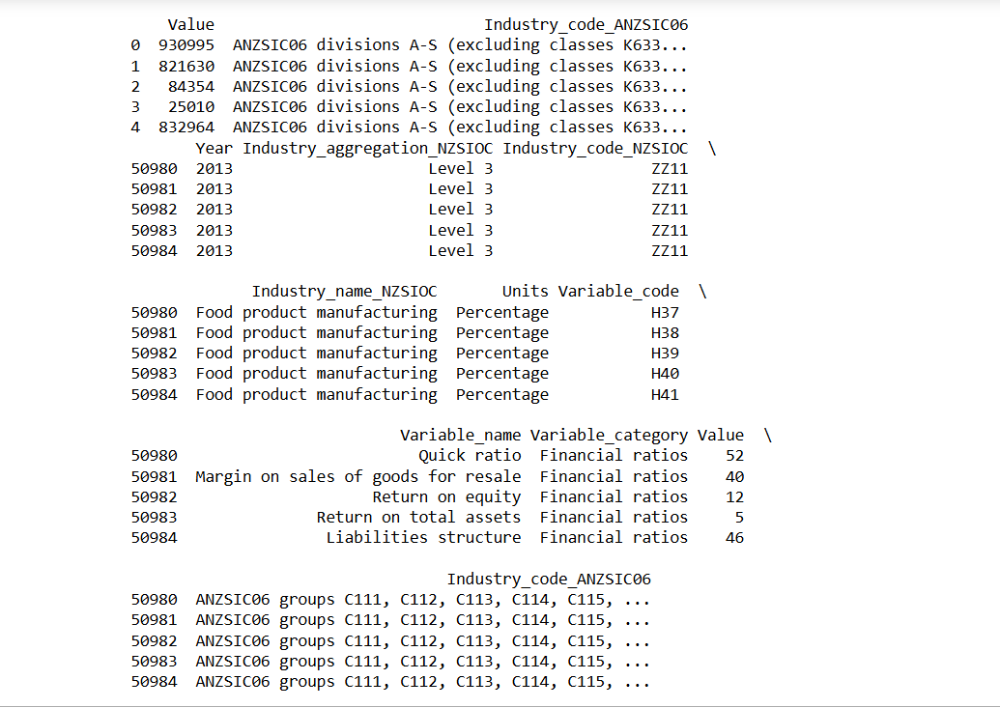 Value Industry_code_ANZSIC06
0 930995 ANZSIC06 divisions A-S (excluding classes K633...
1 821630 ANZSIC06 divisions A-S (excluding classes K633...
2 84354 ANZSIC06 divisions A-S (excluding classes K633...
3 25010 ANZSIC06 divisions A-S (excluding classes K633...
4 832964 ANZSIC06 divisions A-S (excluding classes K633...
Year Industry_aggregation_NZSIOC Industry_code_NZSIOC \
50980 2013 Level 3 ZZ11
50981 2013 Level 3 ZZ11
50982 2013 Level 3 ZZ11
50983 2013 Level 3 ZZ11
50984 2013 Level 3 ZZ11
Industry_name_NZSIOC Units Variable_code \
50980 Food product manufacturing Percentage H37
50981 Food product manufacturing Percentage H38
50982 Food product manufacturing Percentage H39
50983 Food product manufacturing Percentage H40
50984 Food product manufacturing Percentage H41
Variable_name Variable_category Value \
50980 Quick ratio Financial ratios 52
50981 Margin on sales of goods for resale Financial ratios 40
50982 Return on equity Financial ratios 12
50983 Return on total assets Financial ratios 5
50984 Liabilities structure Financial ratios 46
Industry_code_ANZSIC06
50980 ANZSIC06 groups C111, C112, C113, C114, C115, ...
50981 ANZSIC06 groups C111, C112, C113, C114, C115, ...
50982 ANZSIC06 groups C111, C112, C113, C114, C115, ...
50983 ANZSIC06 groups C111, C112, C113, C114, C115, ...
50984 ANZSIC06 groups C111, C112, C113, C114, C115, ...